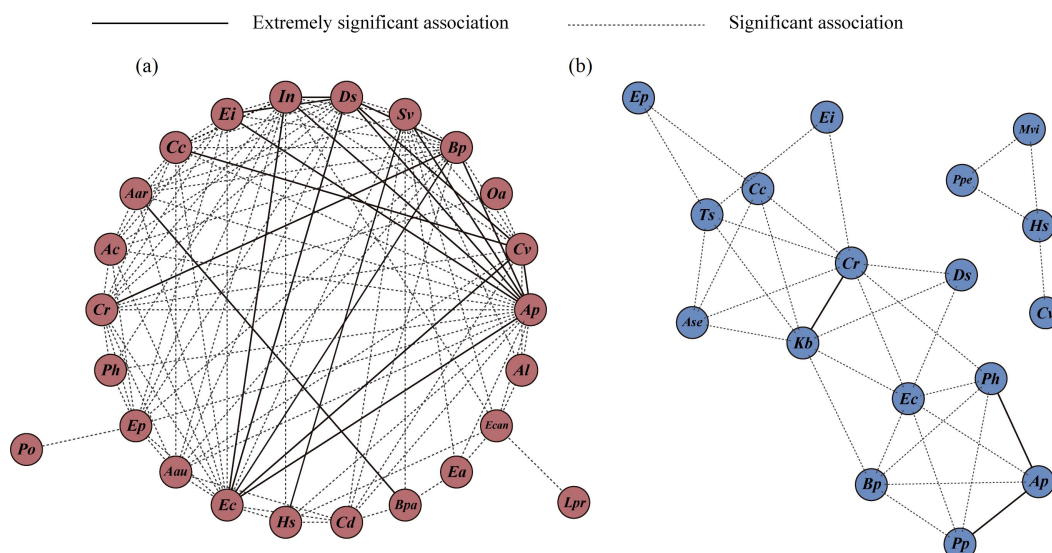 Extremely significant association
Significant association
(a)
(b)
In
Ds
Ei
Sv
Cc
Bp
Aar
Oa
Ac
Cv
Cr
Ap
Ph
Al
Ep
Ecan
Po
Aau
Ea
Ec
Bpa
Lpr
Hs
Cd
Ep
Ei
Mvi
Cc
Ppe
Ts
Hs
Cr
Ds
Ase
Cv
Kb
Ph
Ec
Bp
Ap
Pp